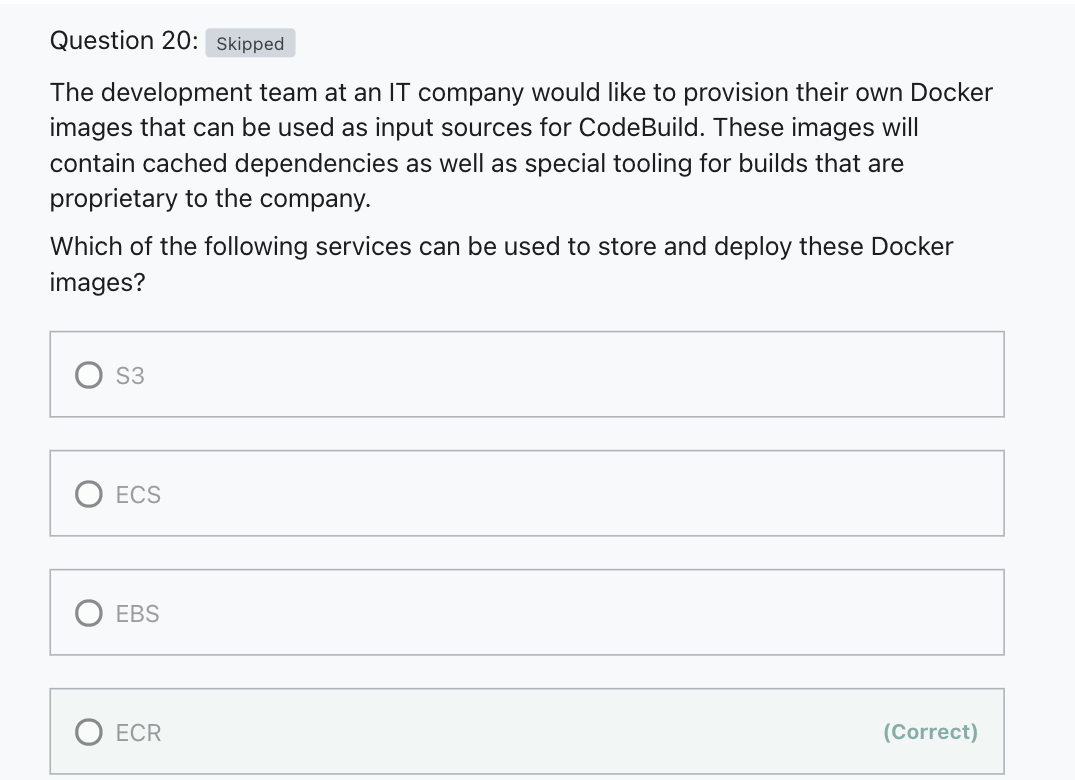 Question 20: Skipped
The development team at an IT company would like to provision their own Docker
images that can be used as input sources for CodeBuild. These images will
contain cached dependencies as well as special tooling for builds that are
proprietary to the company.
Which of the following services can be used to store and deploy these Docker
images?
S3
ECS
EBS
ECR (Correct)